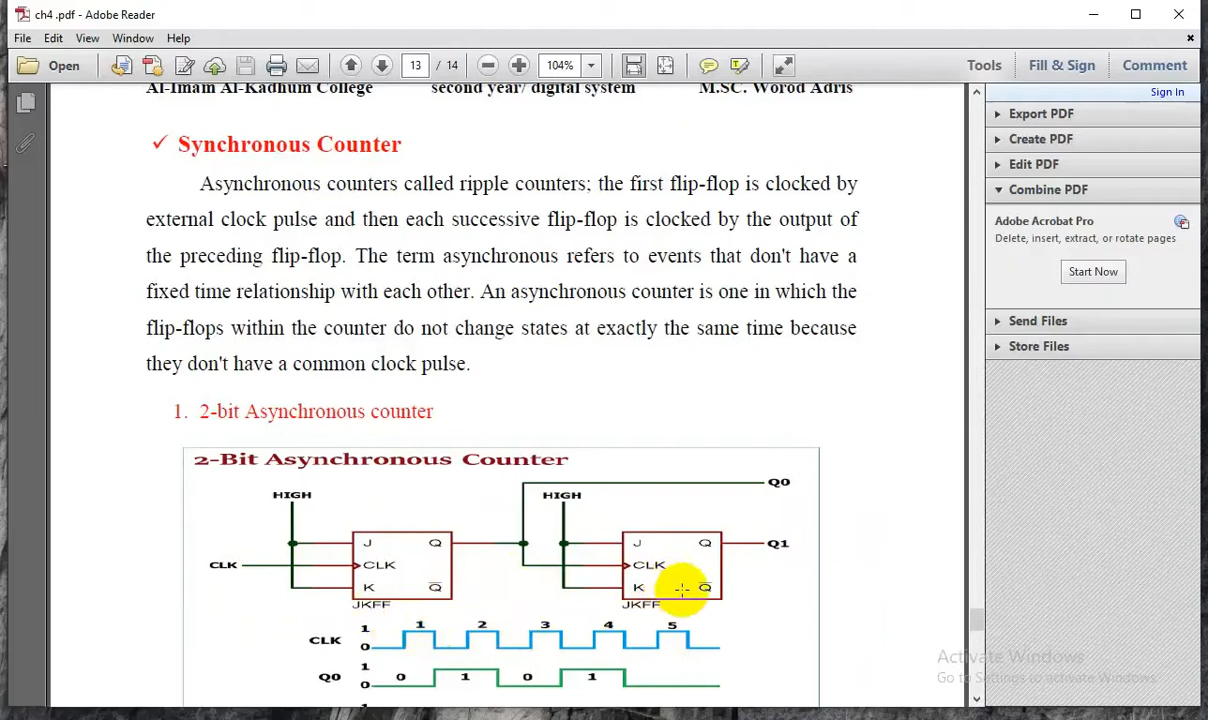 ch4 .pdf - Adobe Reader
File Edit View Window Help
Open 13 / 14 104% Tools Fill & Sign Comment
Sign In
Export PDF
Create PDF
Edit PDF
Combine PDF
Adobe Acrobat Pro
Delete, insert, extract, or rotate pages
Start Now
Send Files
Store Files
Al-Imam Al-Kadhum College second year/ digital system M.SC. Worod Adris
✓ Synchronous Counter
Asynchronous counters called ripple counters; the first flip-flop is clocked by
external clock pulse and then each successive flip-flop is clocked by the output of
the preceding flip-flop. The term asynchronous refers to events that don't have a
fixed time relationship with each other. An asynchronous counter is one in which the
flip-flops within the counter do not change states at exactly the same time because
they don't have a common clock pulse.
1. 2-bit Asynchronous counter
2-Bit Asynchronous Counter
Q0
HIGH HIGH
J Q J Q Q1
CLK CLK CLK
K Q̅ K Q̅
JKFF JKFF
1 1 2 3 4 5
CLK
0
1
Q0 0 1 0 1
0
1
Activate Windows
Go to Settings to activate Windows.